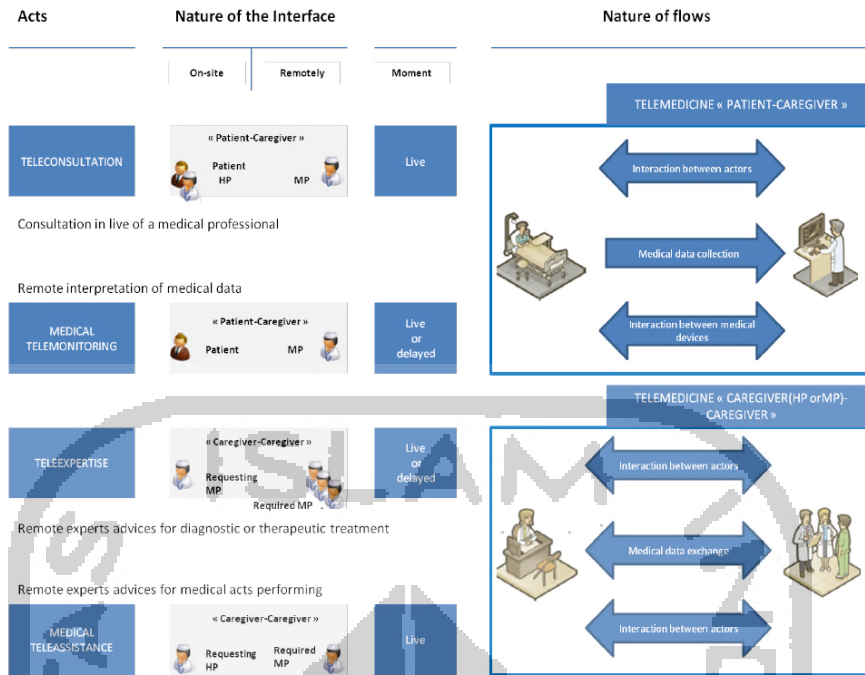 Acts
Nature of the Interface
Nature of flows
On-site
Remotely
Moment
TELEMEDICINE « PATIENT-CAREGIVER »
TELECONSULTATION
« Patient-Caregiver »
Patient
HP
MP
Live
Interaction between actors
Consultation in live of a medical professional
Medical data collection
Remote interpretation of medical data
MEDICAL
TELEMONITORING
« Patient-Caregiver »
Patient
MP
Live
or
delayed
Interaction between medical
devices
TELEMEDICINE « CAREGIVER(HP orMP)-
CAREGIVER »
TELEEXPERTISE
« Caregiver-Caregiver »
Requesting
MP
Required MP
Live
or
delayed
Interaction between actors
Remote experts advices for diagnostic or therapeutic treatment
Medical data exchange
Remote experts advices for medical acts performing
MEDICAL
TELEASSISTANCE
« Caregiver-Caregiver »
Requesting
HP
Required
MP
Live
Interaction between actors
ISLAM